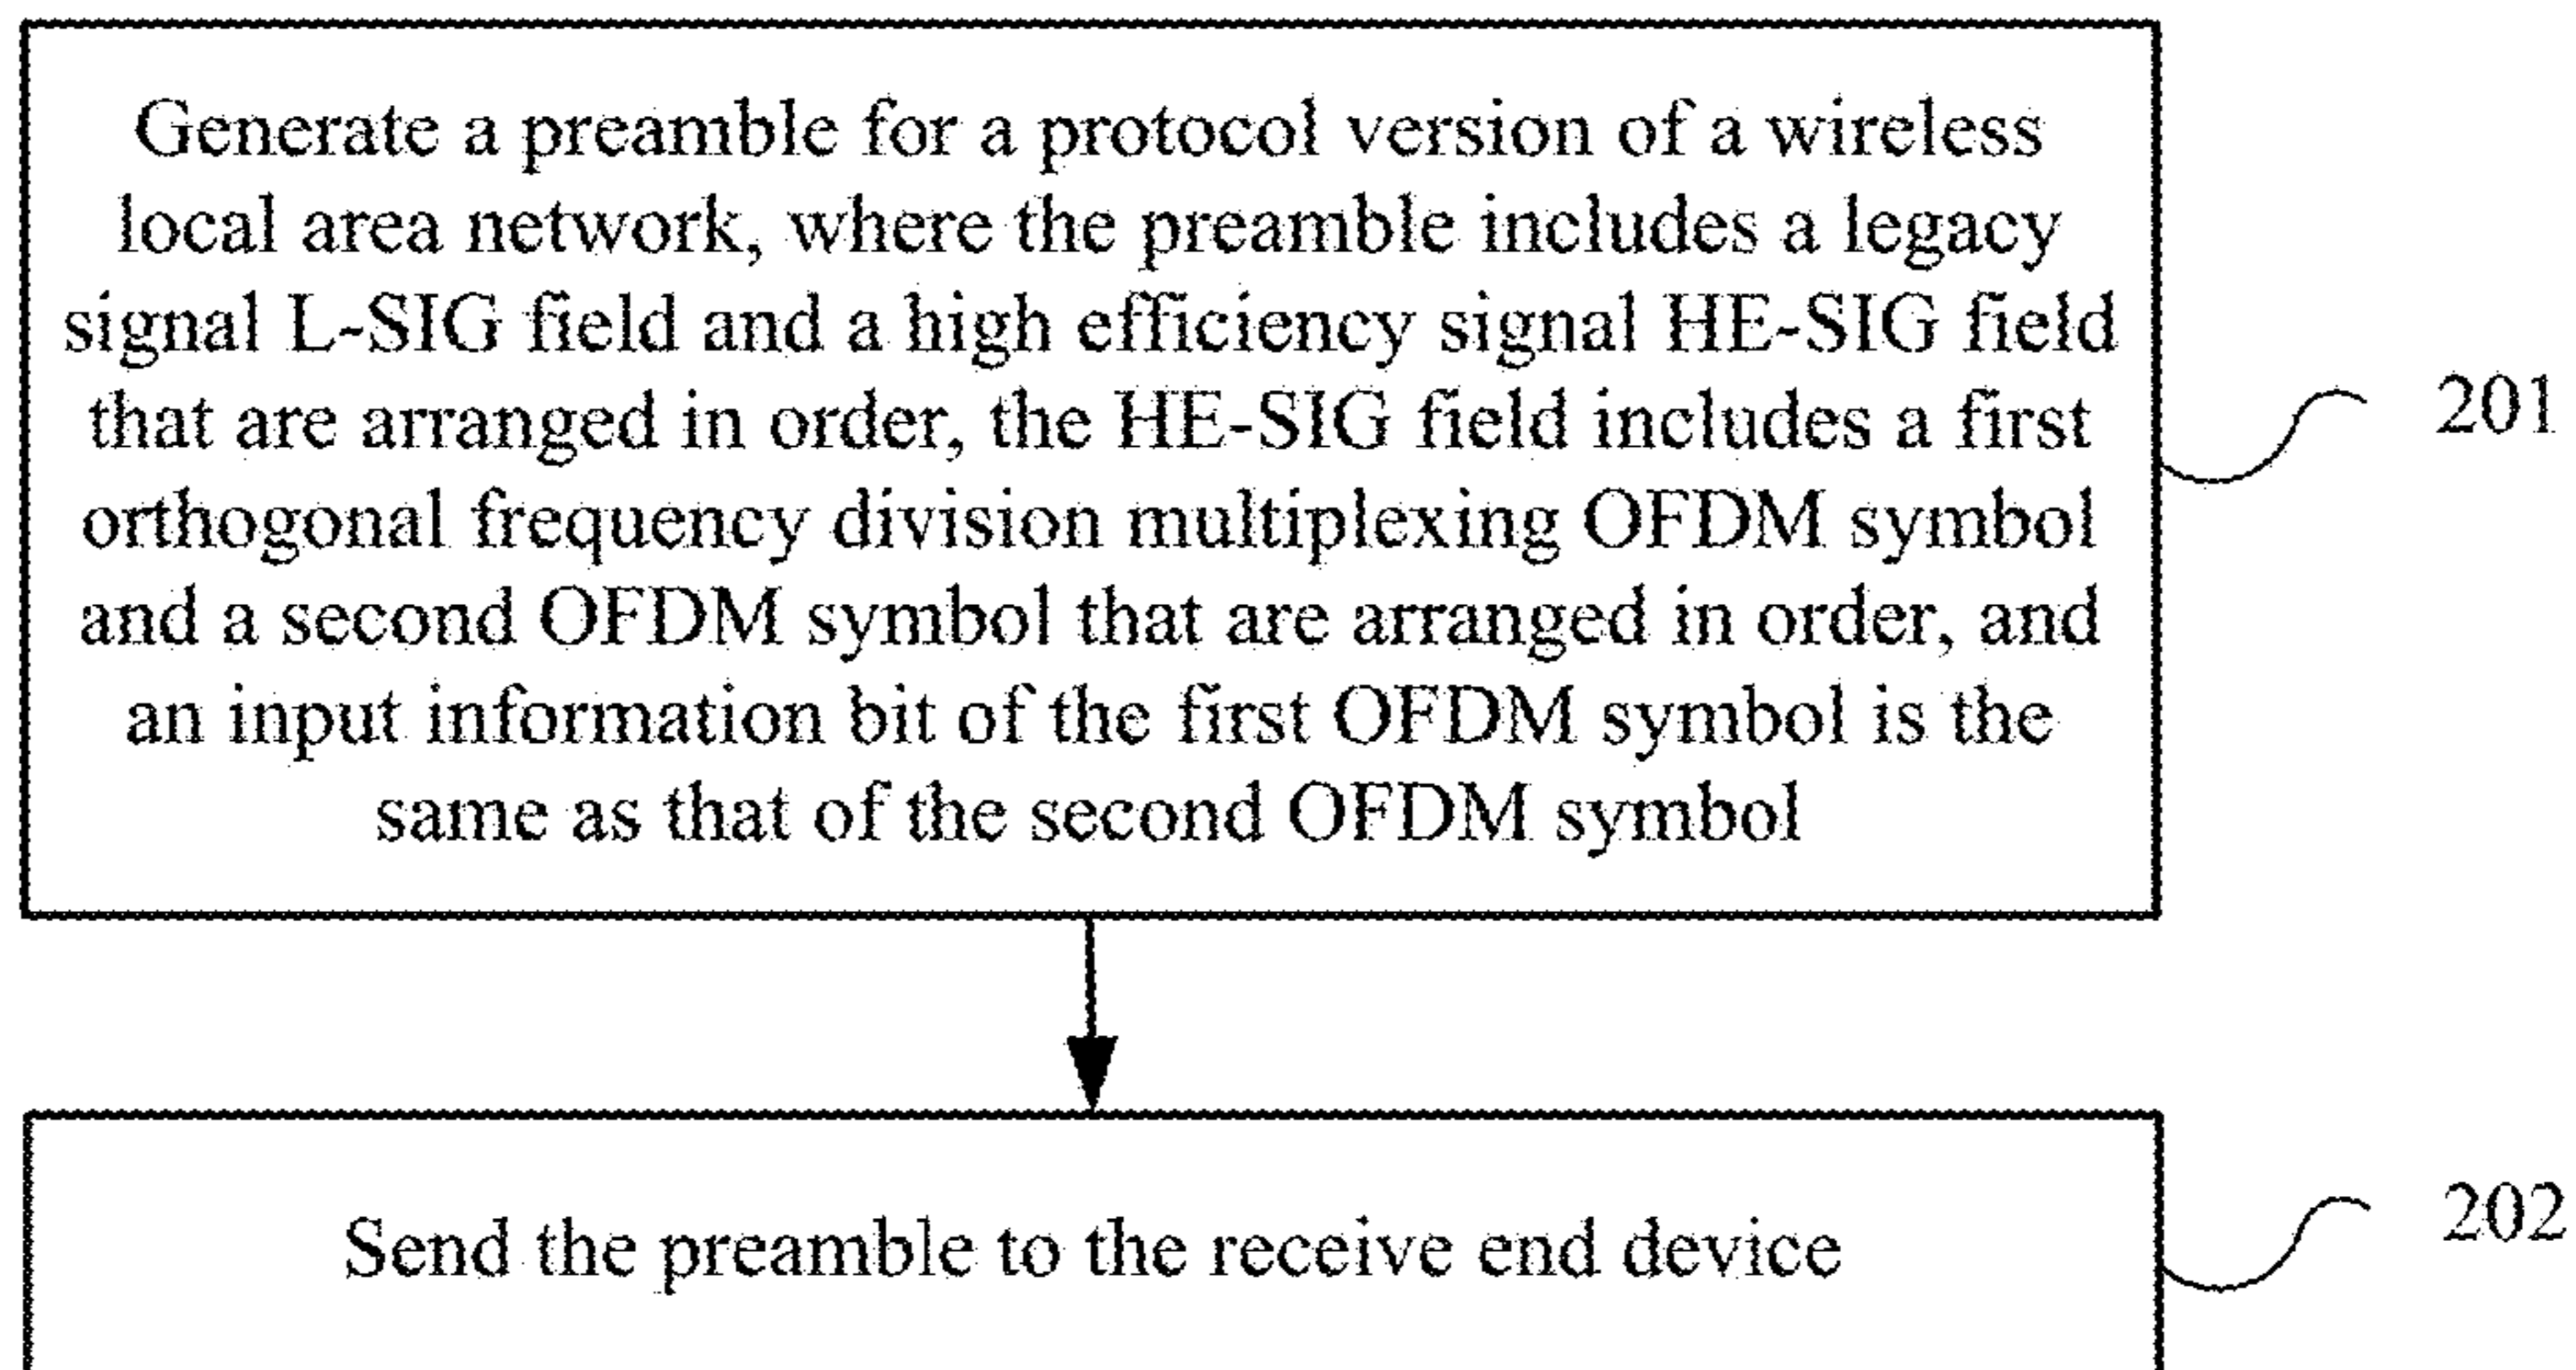 Generate a preamble for a protocol version of a wireless
local area network, where the preamble includes a legacy
signal L-SIG field and a high efficiency signal HE-SIG field
that are arranged in order, the HE-SIG field includes a first
orthogonal frequency division multiplexing OFDM symbol
and a second OFDM symbol that are arranged in order, and
an input information bit of the first OFDM symbol is the
same as that of the second OFDM symbol
201
Send the preamble to the receive end device
202